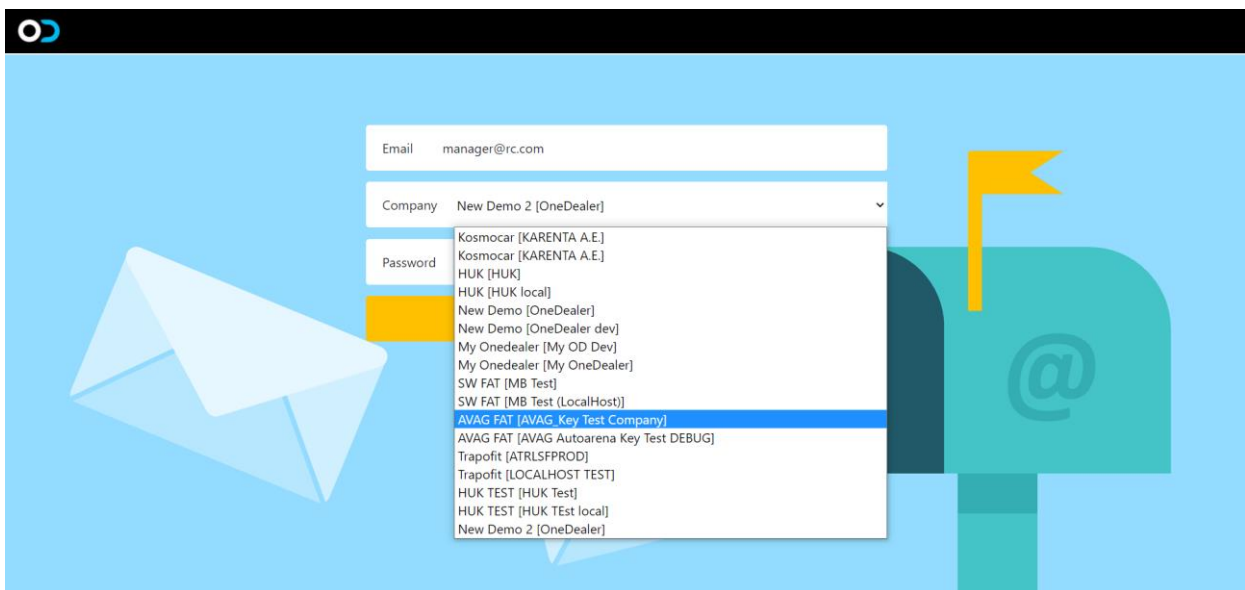 Email manager@rc.com
Company New Demo 2 [OneDealer]
Password
Kosmocar [KARENTA A.E.]
Kosmocar [KARENTA A.E.]
HUK [HUK]
HUK [HUK local]
New Demo [OneDealer]
New Demo [OneDealer dev]
My Onedealer [My OD Dev]
My Onedealer [My OneDealer]
SW FAT [MB Test]
SW FAT [MB Test (LocalHost)]
AVAG FAT [AVAG_Key Test Company]
AVAG FAT [AVAG Autoarena Key Test DEBUG]
Trapofit [ATRLSFPROD]
Trapofit [LOCALHOST TEST]
HUK TEST [HUK Test]
HUK TEST [HUK TEst local]
New Demo 2 [OneDealer]
@